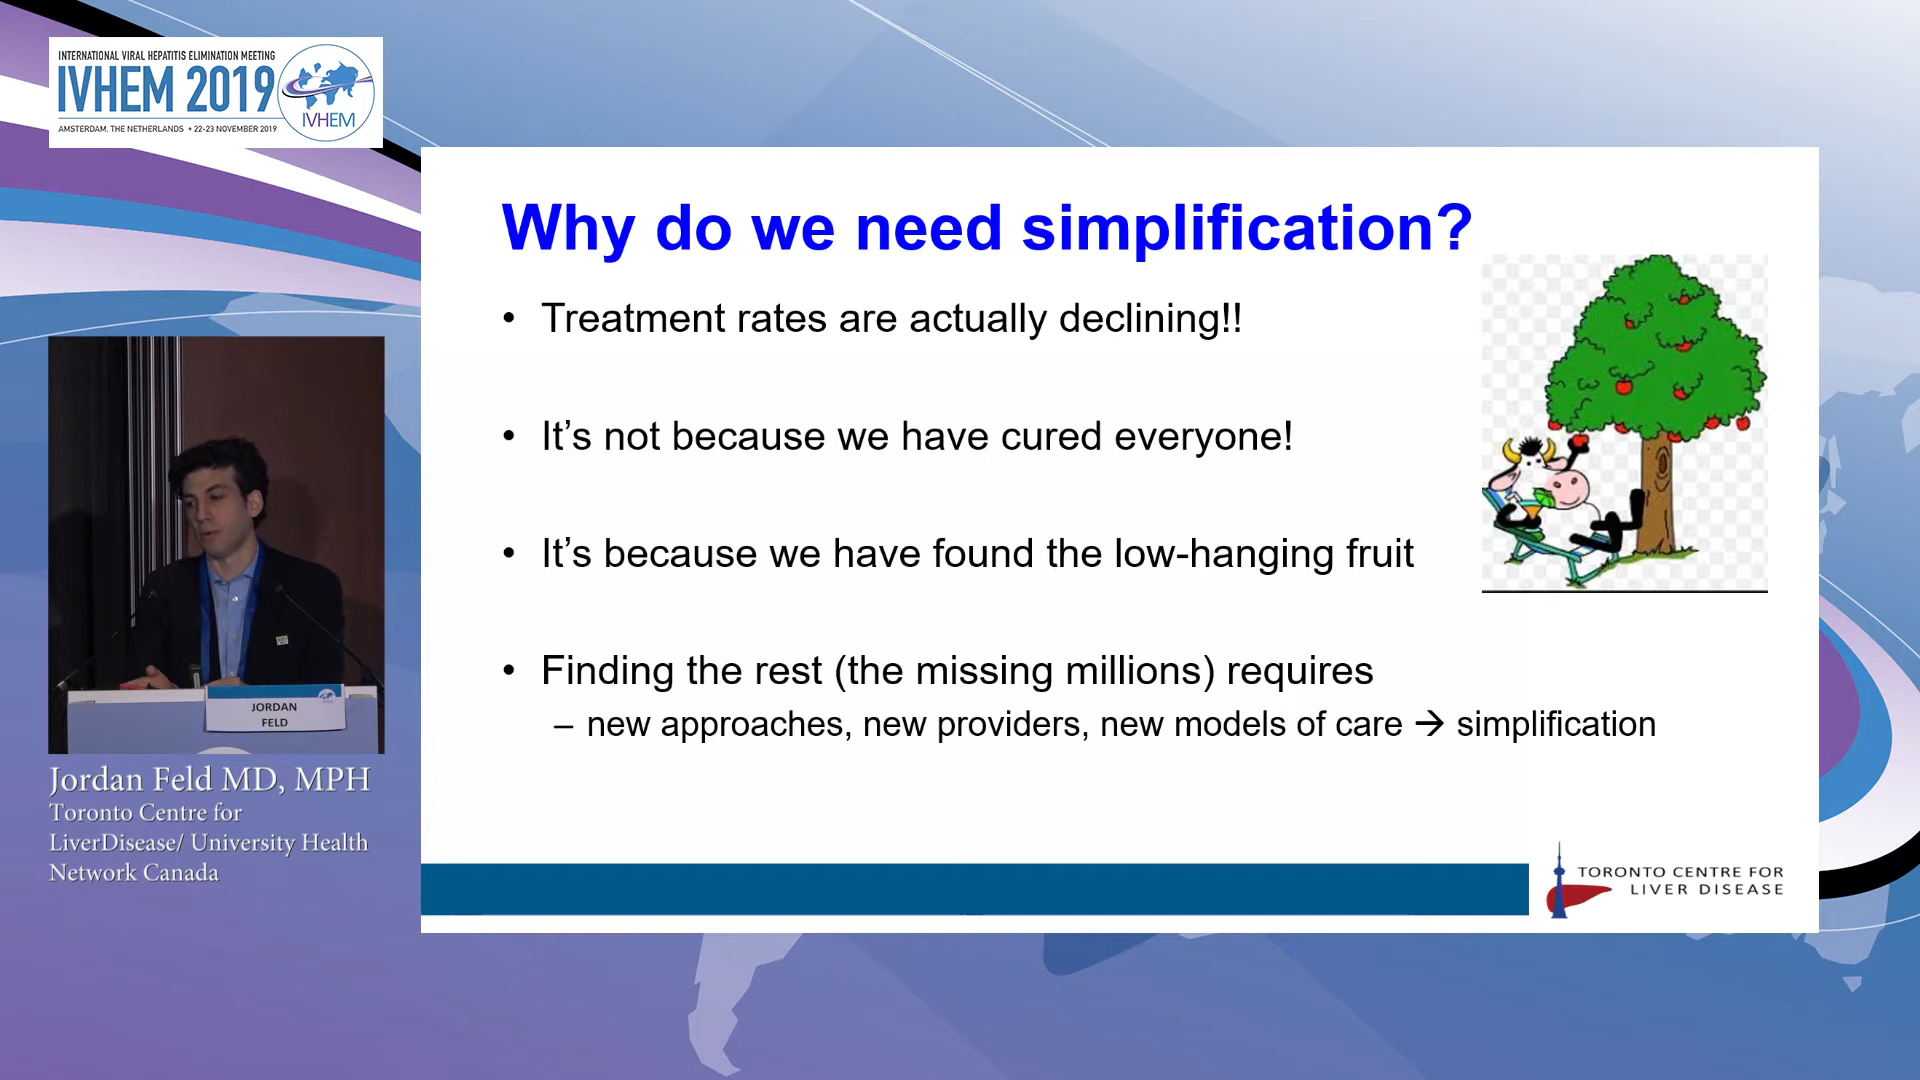 INTERNATIONAL VIRAL HEPATITIS ELIMINATION MEETING
IVHEM 2019
AMSTERDAM, THE NETHERLANDS • 22-23 NOVEMBER 2019
IVHEM
Why do we need simplification?
• Treatment rates are actually declining!!
• It’s not because we have cured everyone!
• It’s because we have found the low-hanging fruit
• Finding the rest (the missing millions) requires
– new approaches, new providers, new models of care → simplification
JORDAN
FELD
Jordan Feld MD, MPH
Toronto Centre for
LiverDisease/ University Health
Network Canada
TORONTO CENTRE FOR
LIVER DISEASE